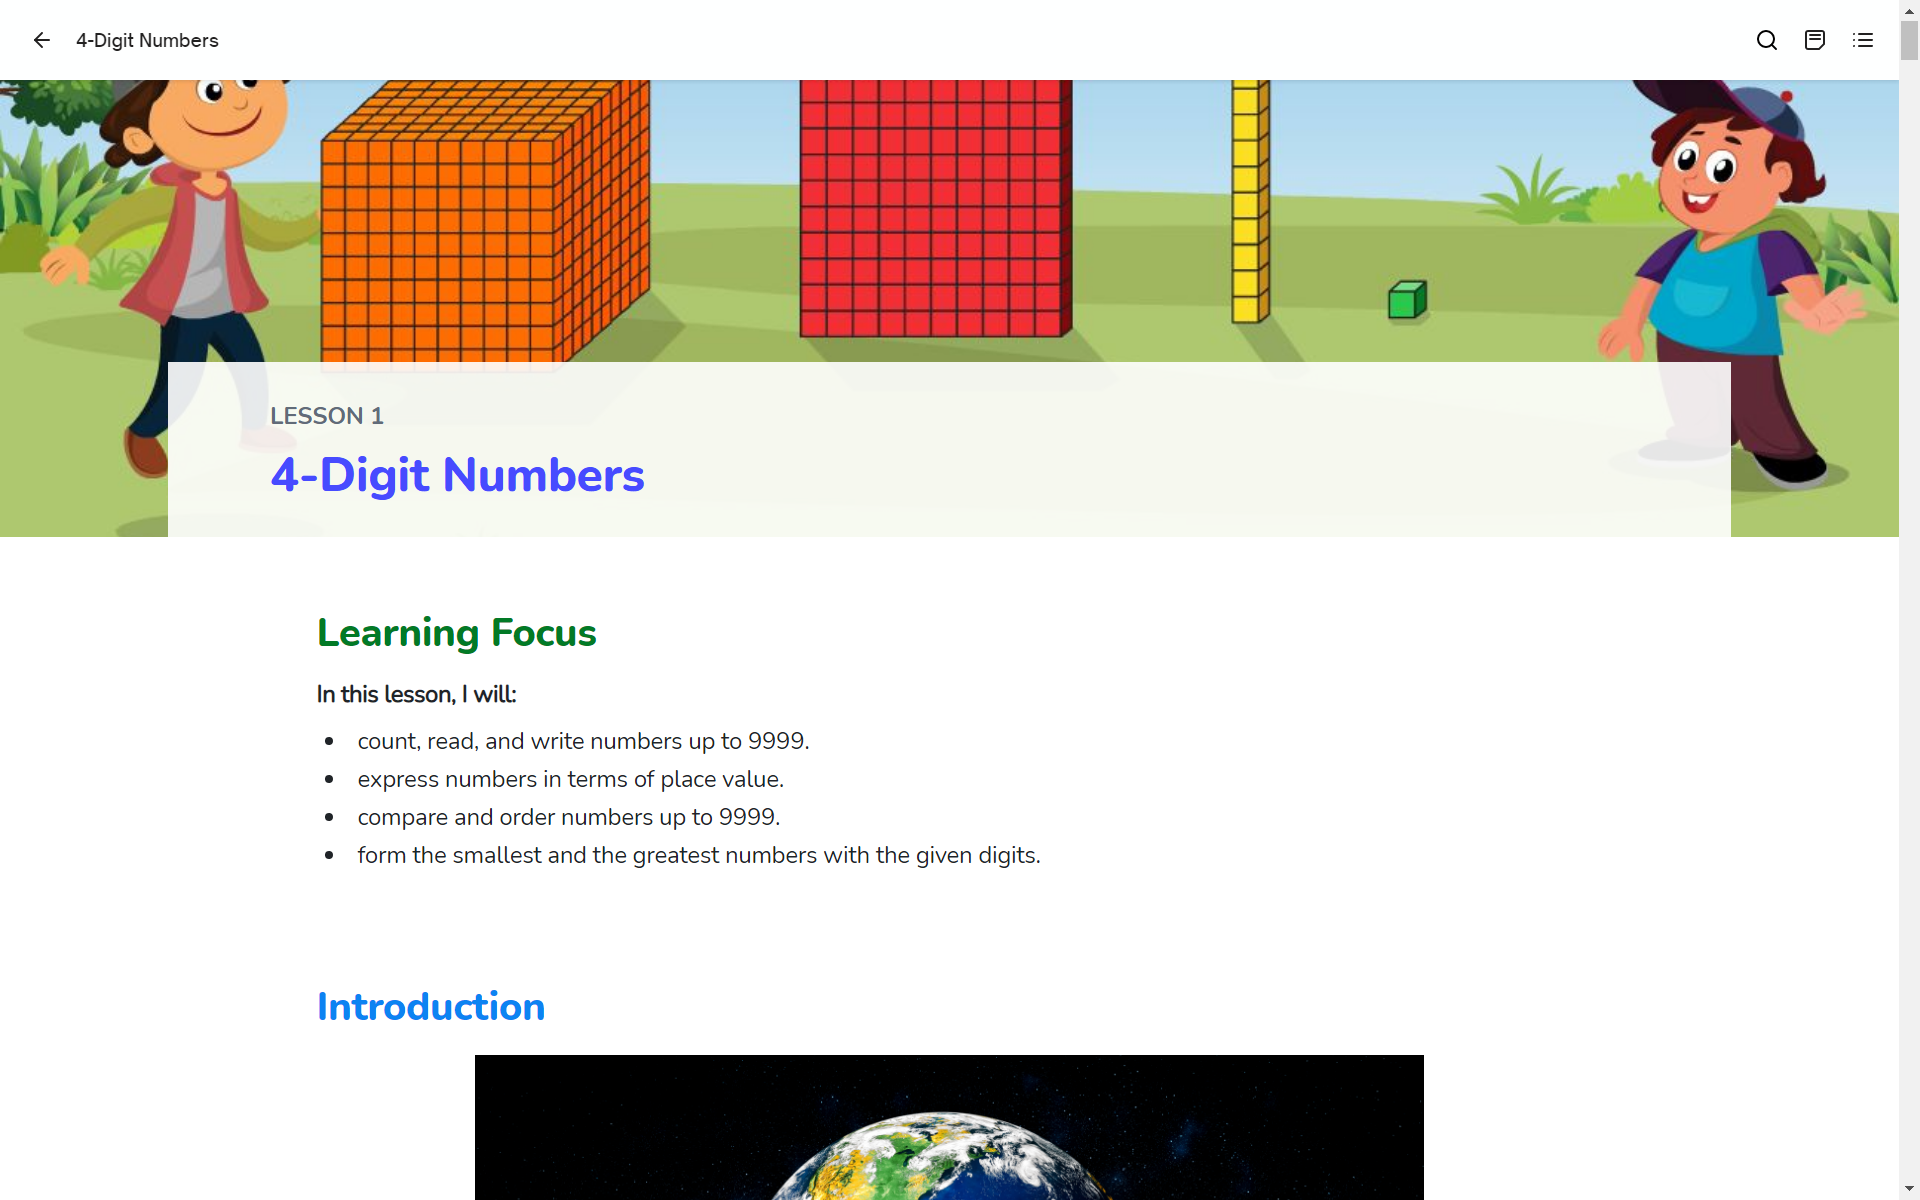 4-Digit Numbers
LESSON 1
4-Digit Numbers
Learning Focus
In this lesson, I will:
count, read, and write numbers up to 9999.
express numbers in terms of place value.
compare and order numbers up to 9999.
form the smallest and the greatest numbers with the given digits.
Introduction